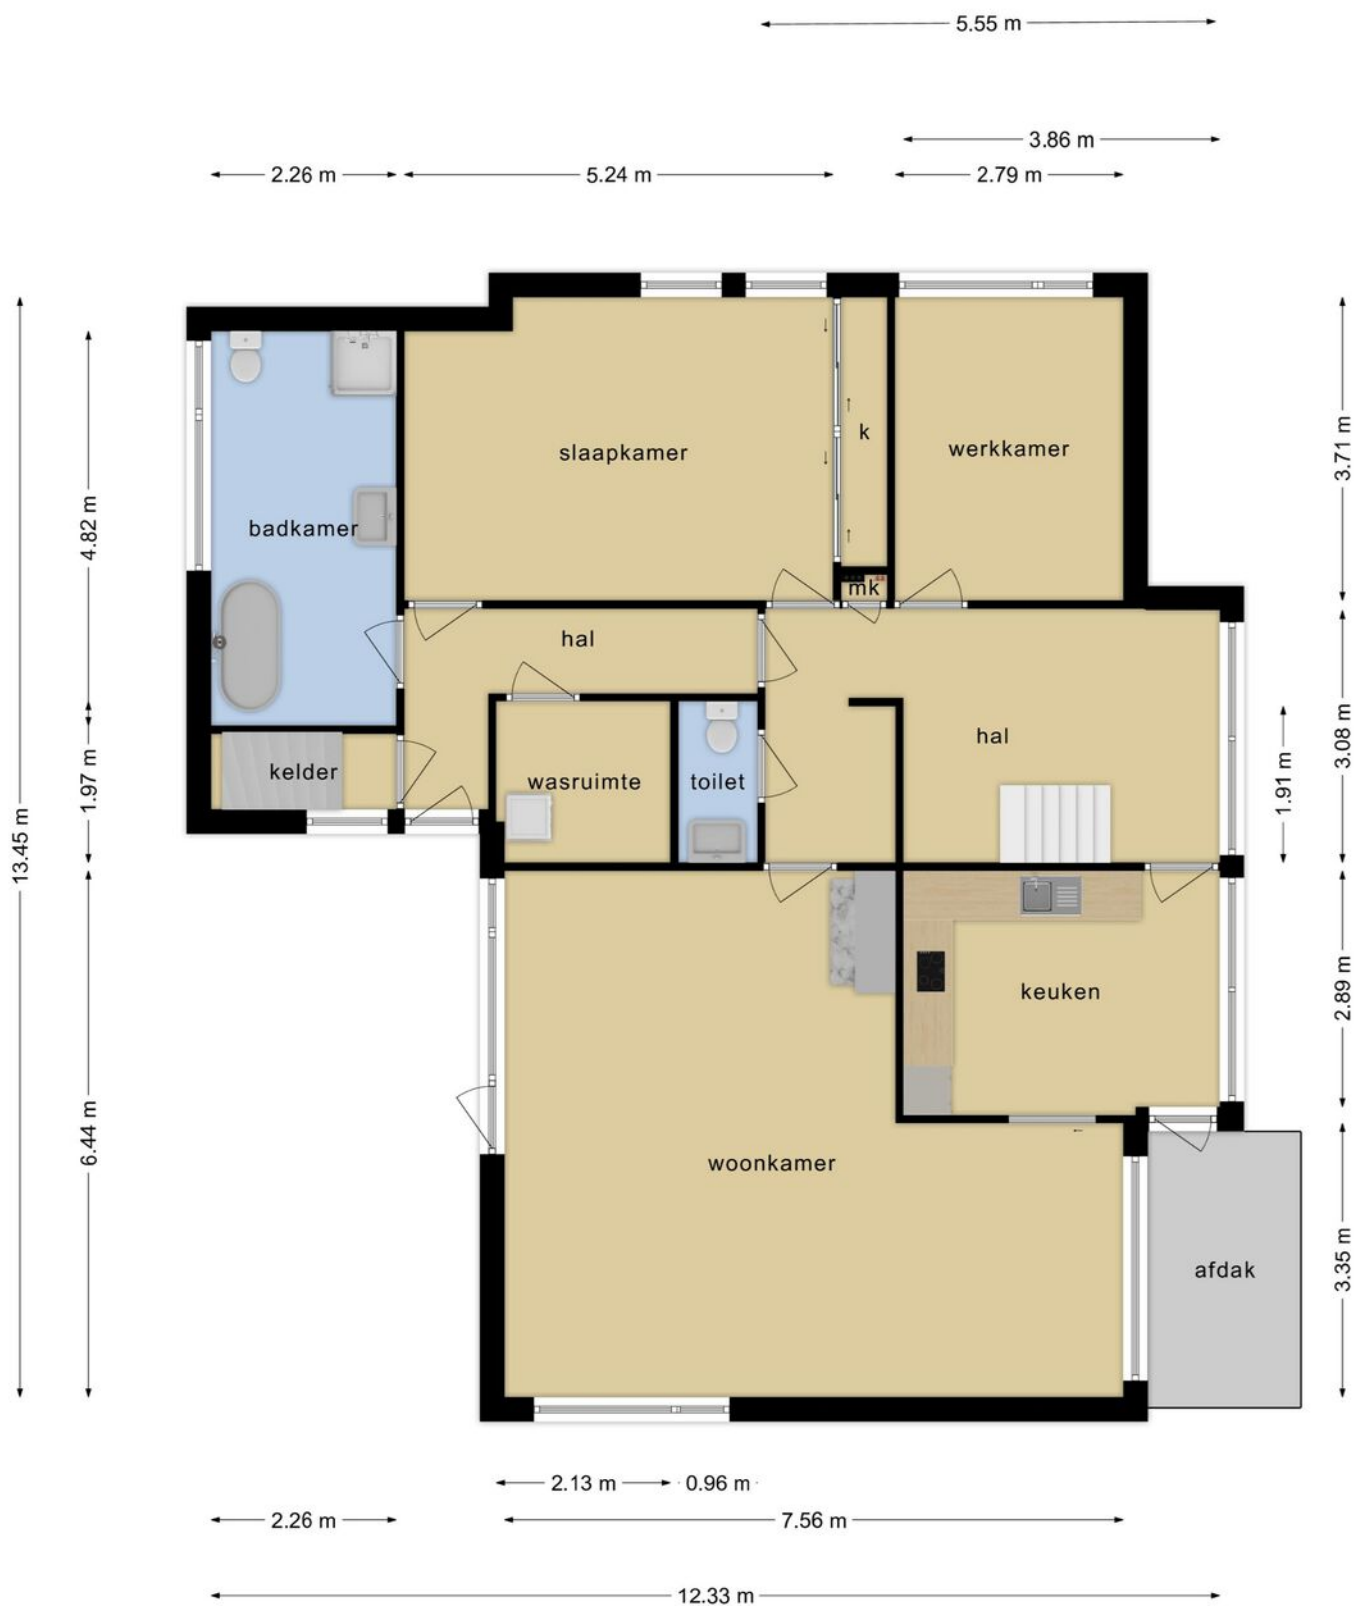 5.55 m
3.86 m
2.26 m
5.24 m
2.79 m
slaapkamer
k
werkkamer
3.71 m
badkamer
4.82 m
mk
hal
hal
3.08 m
kelder
wasruimte
toilet
1.97 m
1.91 m
13.45 m
keuken
2.89 m
6.44 m
woonkamer
afdak
3.35 m
2.13 m
0.96 m
2.26 m
7.56 m
12.33 m